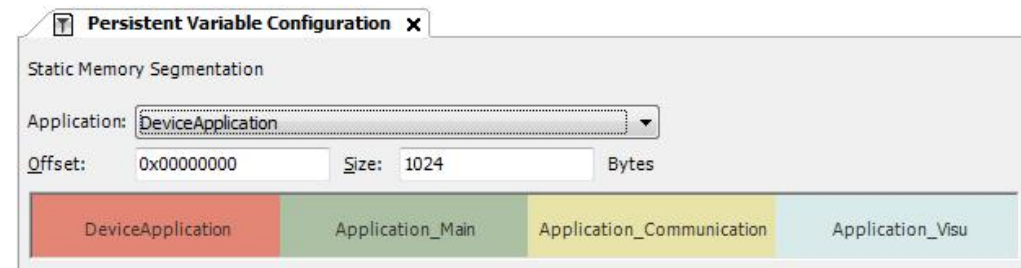 Persistent Variable Configuration x
Static Memory Segmentation
Application: DeviceApplication
Offset: 0x00000000 Size: 1024 Bytes
DeviceApplication Application_Main Application_Communication Application_Visu